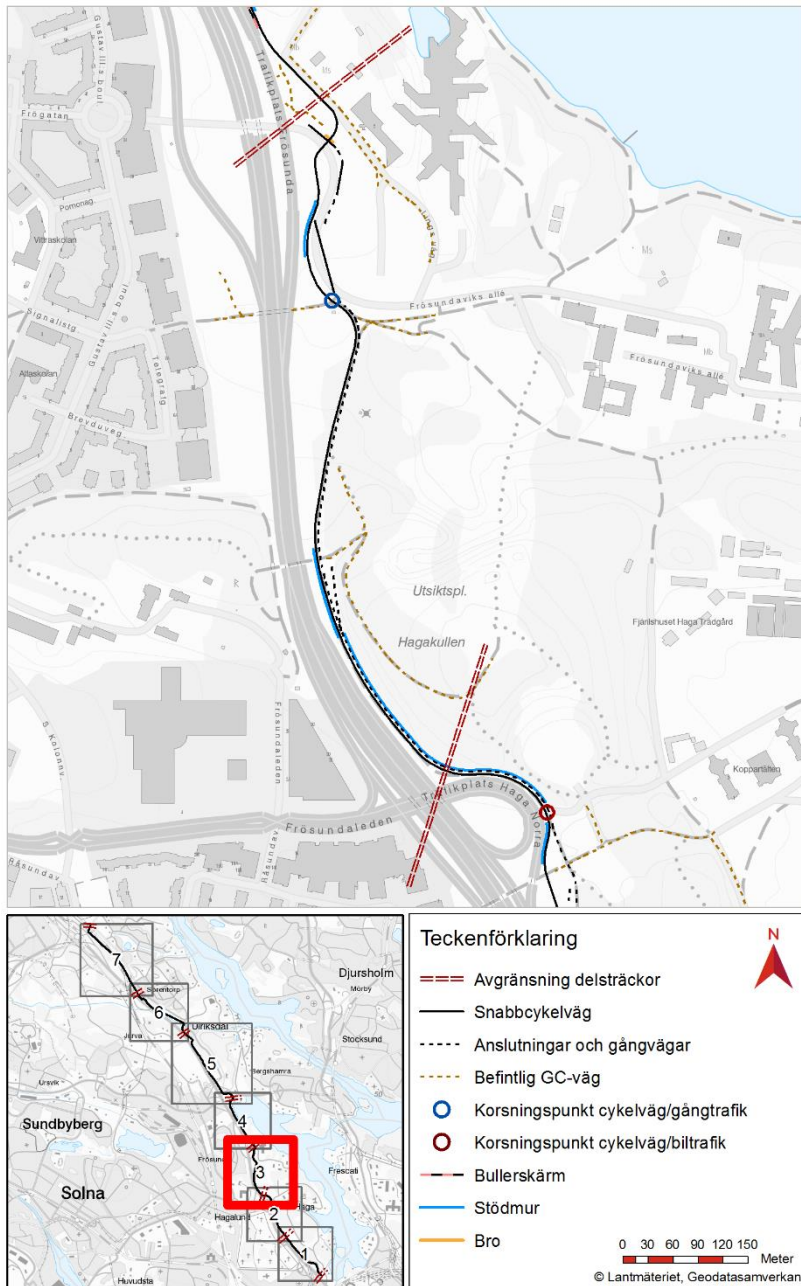 Gustav III:s boul
Trafikplats Frösunda
Frögatan
Pomonag.
Vittraskolan
Signalistg.
Gustav III:s boul
Telegrafg.
Frösundaviks allé
Frösundaviks allé
Brevduveg.
Utsiktspl.
Hagakullen
Fjärilshuset Haga Trädgård
S. Kolonnv.
Frösundaleden
Koppartälten
Trafikplats Haga Norra
Frösundaleden
Råsundav
Råsundav
7
6
5
4
3
2
1
Djursholm
Mörby
Sörentorp
Ulriksdal
Stocksund
Järva
Bergshamra
Ursvik
Sundbyberg
Frescati
Solna
Hagalund
Haga
Huvudsta
Teckenförklaring
N
Avgränsning delsträckor
Snabbcykelväg
Anslutningar och gångvägar
Befintlig GC-väg
Korsningspunkt cykelväg/gångtrafik
Korsningspunkt cykelväg/biltrafik
Bullerskärm
Stödmur
Bro
0 30 60 90 120 150
Meter
© Lantmäteriet, Geodatasamverkan